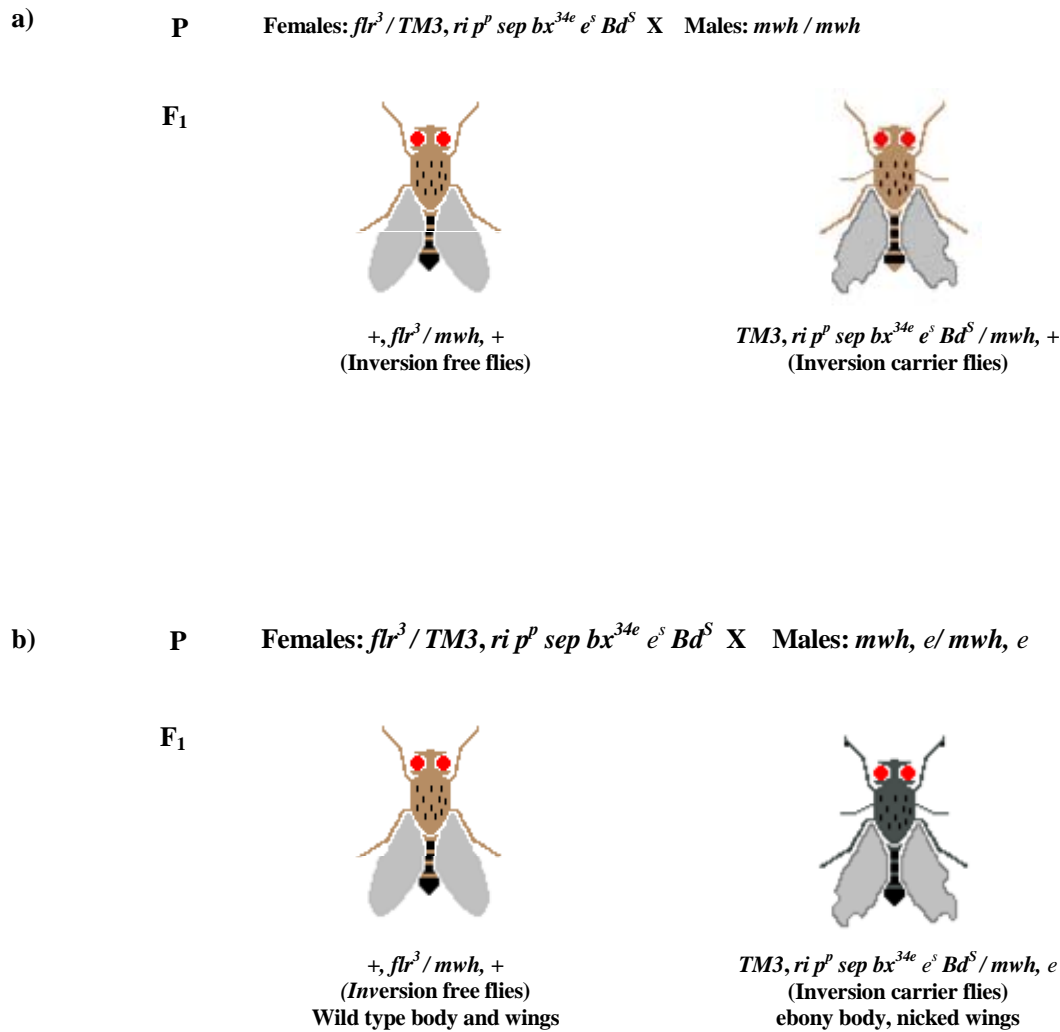 a) P Females: flr³ / TM3, ri pᵖ sep bx³⁴ᵉ eˢ Bdˢ X Males: mwh / mwh
F₁
+, flr³ / mwh, + TM3, ri pᵖ sep bx³⁴ᵉ eˢ Bdˢ / mwh, +
(Inversion free flies) (Inversion carrier flies)
b) P Females: flr³ / TM3, ri pᵖ sep bx³⁴ᵉ eˢ Bdˢ X Males: mwh, e/ mwh, e
F₁
+, flr³ / mwh, + TM3, ri pᵖ sep bx³⁴ᵉ eˢ Bdˢ / mwh, e
(Inversion free flies) (Inversion carrier flies)
Wild type body and wings ebony body, nicked wings